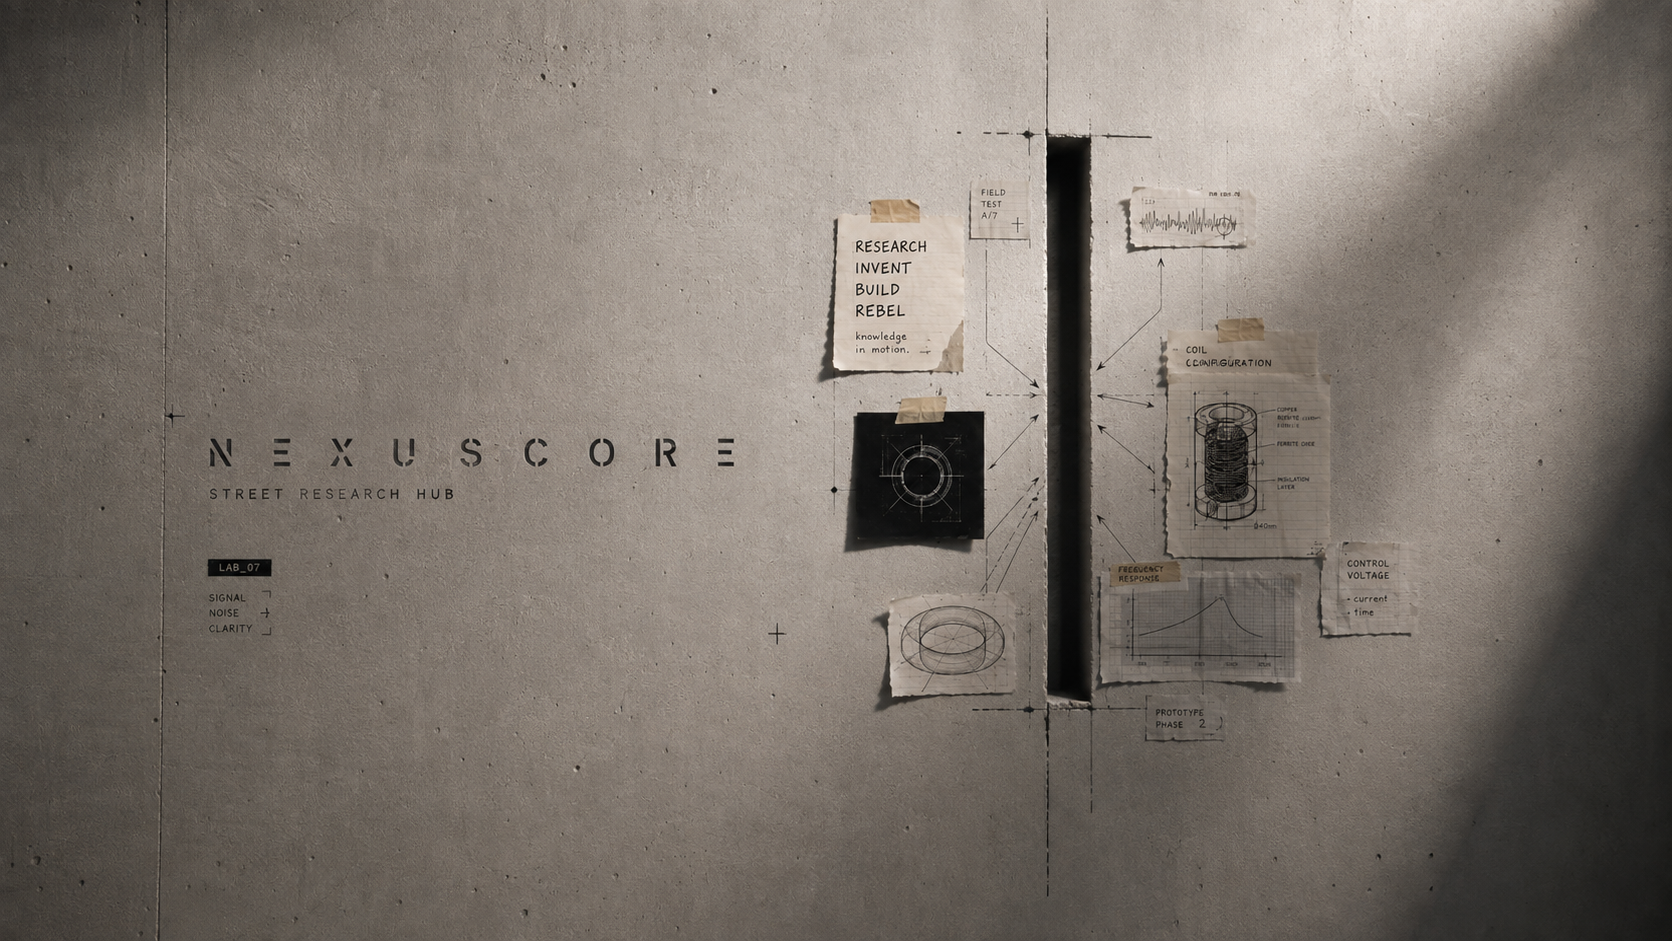 NEXUSCORE
STREET RESEARCH HUB
LAB_07
SIGNAL
NOISE
CLARITY
RESEARCH
INVENT
BUILD
REBEL
knowledge
in motion.
FIELD
TEST
A/7
COIL
CONFIGURATION
COPPER
FERRITE CORE
INSULATION
LAYER
Ø40mm
FREQUENCY
RESPONSE
CONTROL
VOLTAGE
- current
- time
PROTOTYPE
PHASE 2